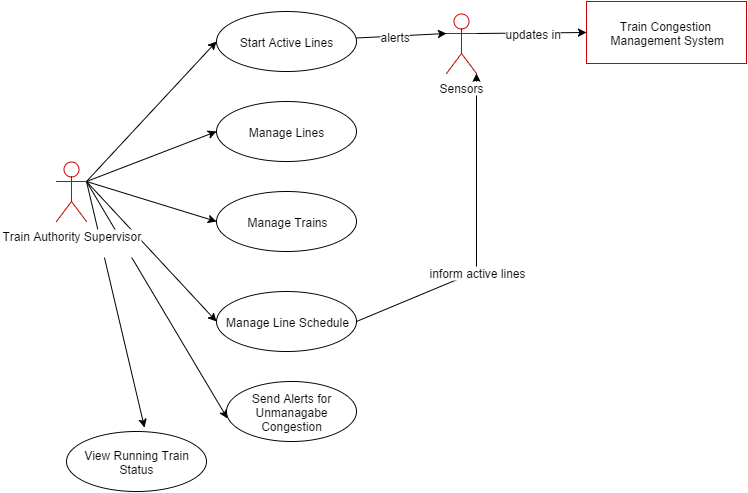 Start Active Lines
alerts
updates in
Train Congestion
Management System
Sensors
Manage Lines
Manage Trains
Train Authority Supervisor
inform active lines
Manage Line Schedule
Send Alerts for
Unmanagabe
Congestion
View Running Train
Status